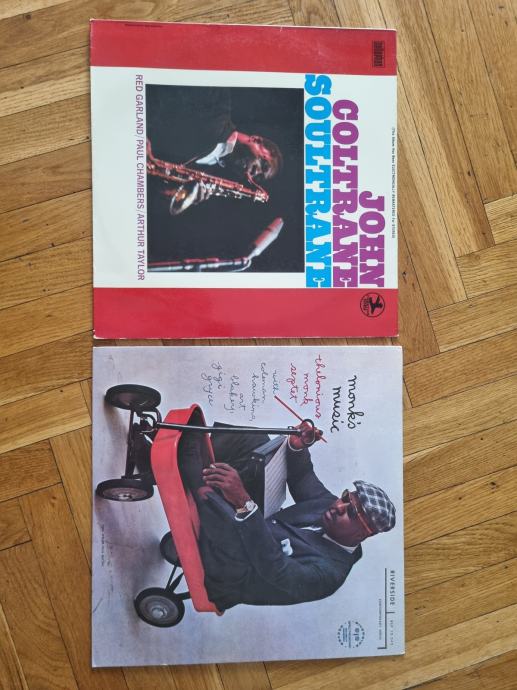 JOHN
COLTRANE
SOULTRANE
RED GARLAND/PAUL CHAMBERS/ARTHUR TAYLOR
monk's
music
thelonious
monk
septet
with
coleman
hawkins,
art
blakey,
gigi
gryce
RIVERSIDE